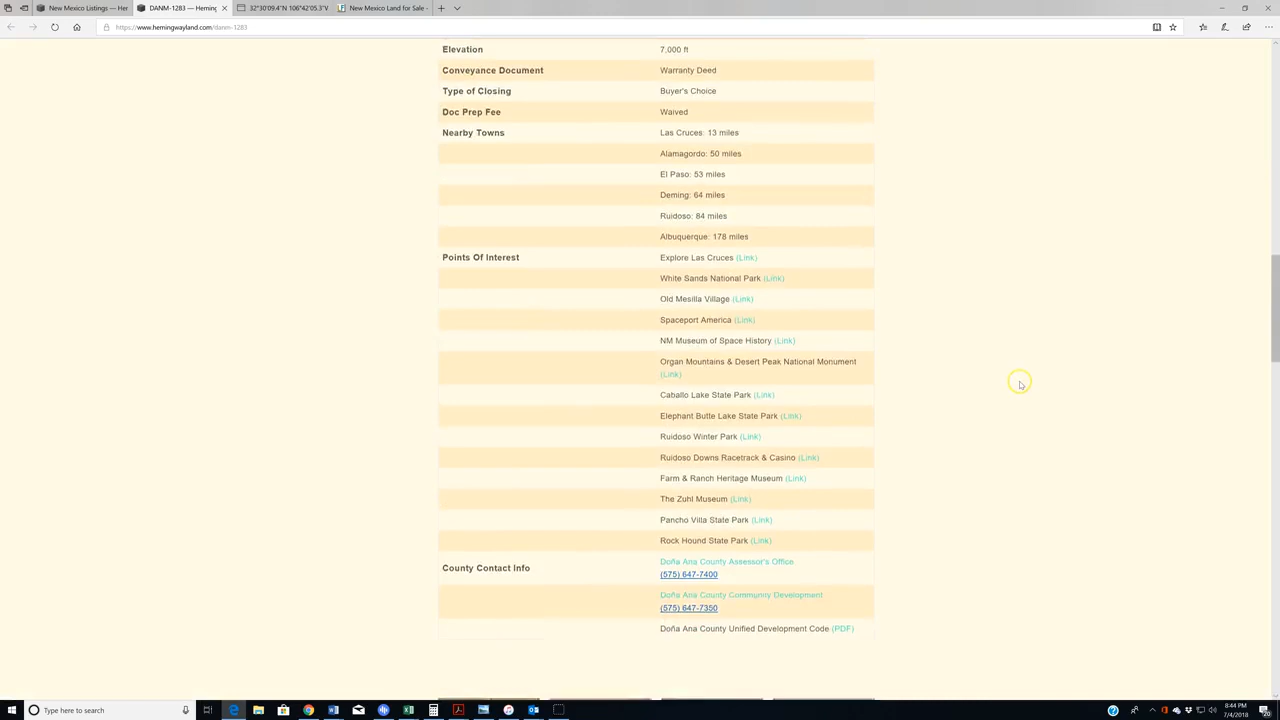 New Mexico Listings — Her
DANM-1283 — Heming
32°30'09.4"N 106°42'05.3"V
New Mexico Land for Sale -
https://www.hemingwayland.com/danm-1283
Elevation 7,000 ft
Conveyance Document Warranty Deed
Type of Closing Buyer's Choice
Doc Prep Fee Waived
Nearby Towns Las Cruces: 13 miles
Alamagordo: 50 miles
El Paso: 53 miles
Deming: 64 miles
Ruidoso: 84 miles
Albuquerque: 178 miles
Points Of Interest Explore Las Cruces (Link)
White Sands National Park (Link)
Old Mesilla Village (Link)
Spaceport America (Link)
NM Museum of Space History (Link)
Organ Mountains & Desert Peak National Monument
(Link)
Caballo Lake State Park (Link)
Elephant Butte Lake State Park (Link)
Ruidoso Winter Park (Link)
Ruidoso Downs Racetrack & Casino (Link)
Farm & Ranch Heritage Museum (Link)
The Zuhl Museum (Link)
Pancho Villa State Park (Link)
Rock Hound State Park (Link)
County Contact Info Doña Ana County Assessor's Office
(575) 647-7400
Doña Ana County Community Development
(575) 647-7350
Doña Ana County Unified Development Code (PDF)
Type here to search
8:44 PM
7/4/2018
20